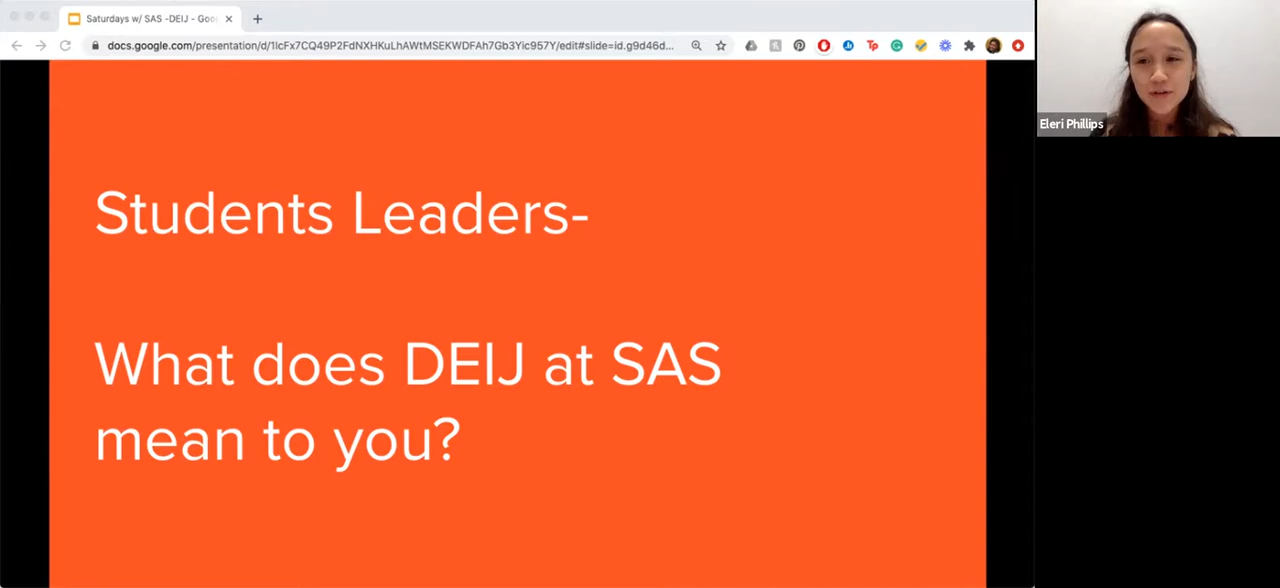 Saturdays w/ SAS -DEIJ - Goo
docs.google.com/presentation/d/1lcFx7CQ49P2FdNXHKuLhAWtMSEKWDFAh7Gb3Yic957Y/edit#slide=id.g9d46d...
Eleri Phillips
Students Leaders-
What does DEIJ at SAS
mean to you?